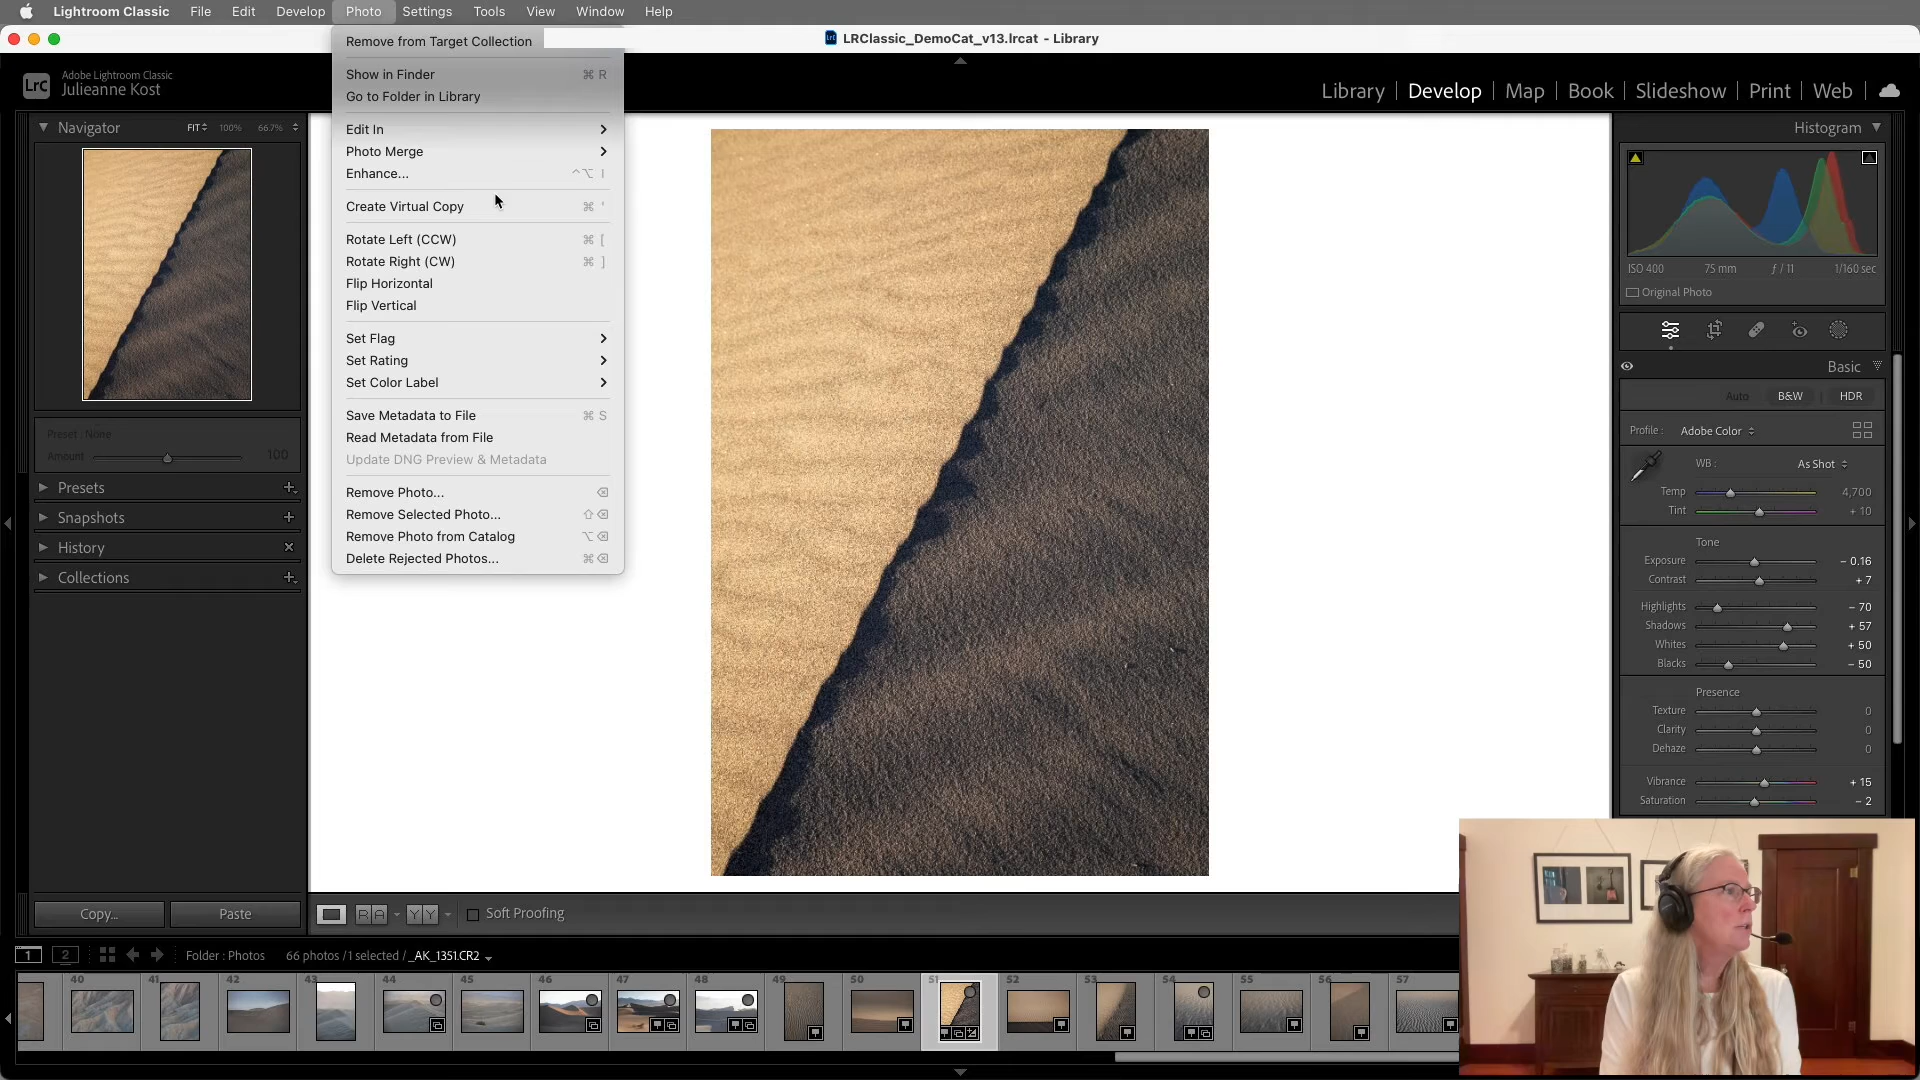 Lightroom Classic File Edit Develop Photo Settings Tools View Window Help
LRClassic_DemoCat_v13.lrcat - Library
LrC Adobe Lightroom Classic
Julieanne Kost
Library | Develop | Map | Book | Slideshow | Print | Web
Remove from Target Collection
Show in Finder ⌘ R
Go to Folder in Library
Edit In
Photo Merge
Enhance... ^⌥ I
Create Virtual Copy ⌘ '
Rotate Left (CCW) ⌘ [
Rotate Right (CW) ⌘ ]
Flip Horizontal
Flip Vertical
Set Flag
Set Rating
Set Color Label
Save Metadata to File ⌘ S
Read Metadata from File
Update DNG Preview & Metadata
Remove Photo... ⌫
Remove Selected Photo... ⇧⌫
Remove Photo from Catalog ⌥⌫
Delete Rejected Photos... ⌘⌫
Navigator FIT 100% 66.7%
Preset : None
Amount 100
Presets
Snapshots
History
Collections
Copy... Paste
R A Y Y Soft Proofing
Histogram
ISO 400 75 mm ƒ / 11 1/160 sec
Original Photo
Basic
Auto B&W HDR
Profile : Adobe Color
WB : As Shot
Temp 4,700
Tint + 10
Tone
Exposure – 0.16
Contrast + 7
Highlights – 70
Shadows + 57
Whites + 50
Blacks – 50
Presence
Texture 0
Clarity 0
Dehaze 0
Vibrance + 15
Saturation – 2
1 2 Folder : Photos 66 photos / 1 selected / _AK_1351.CR2
40 41 42 43 44 45 46 47 48 49 50 51 52 53 54 55 56 57